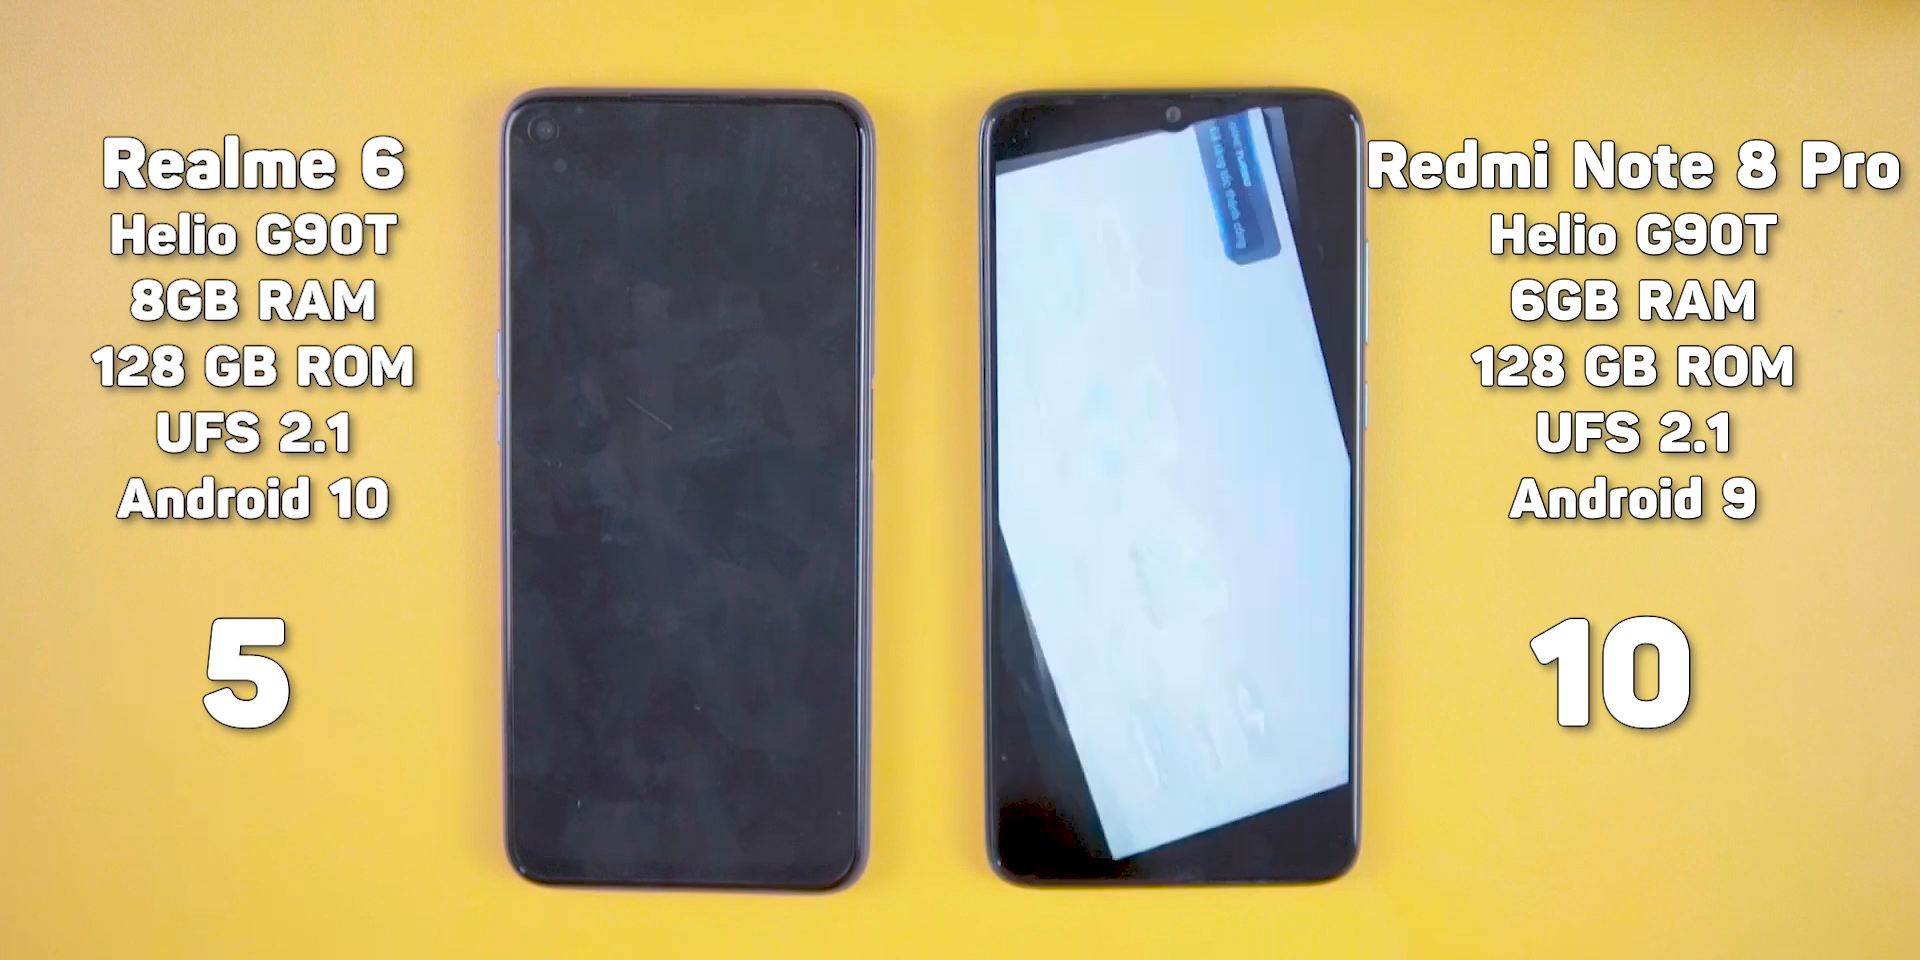 Realme 6
Helio G90T
8GB RAM
128 GB ROM
UFS 2.1
Android 10
5
Redmi Note 8 Pro
Helio G90T
6GB RAM
128 GB ROM
UFS 2.1
Android 9
10